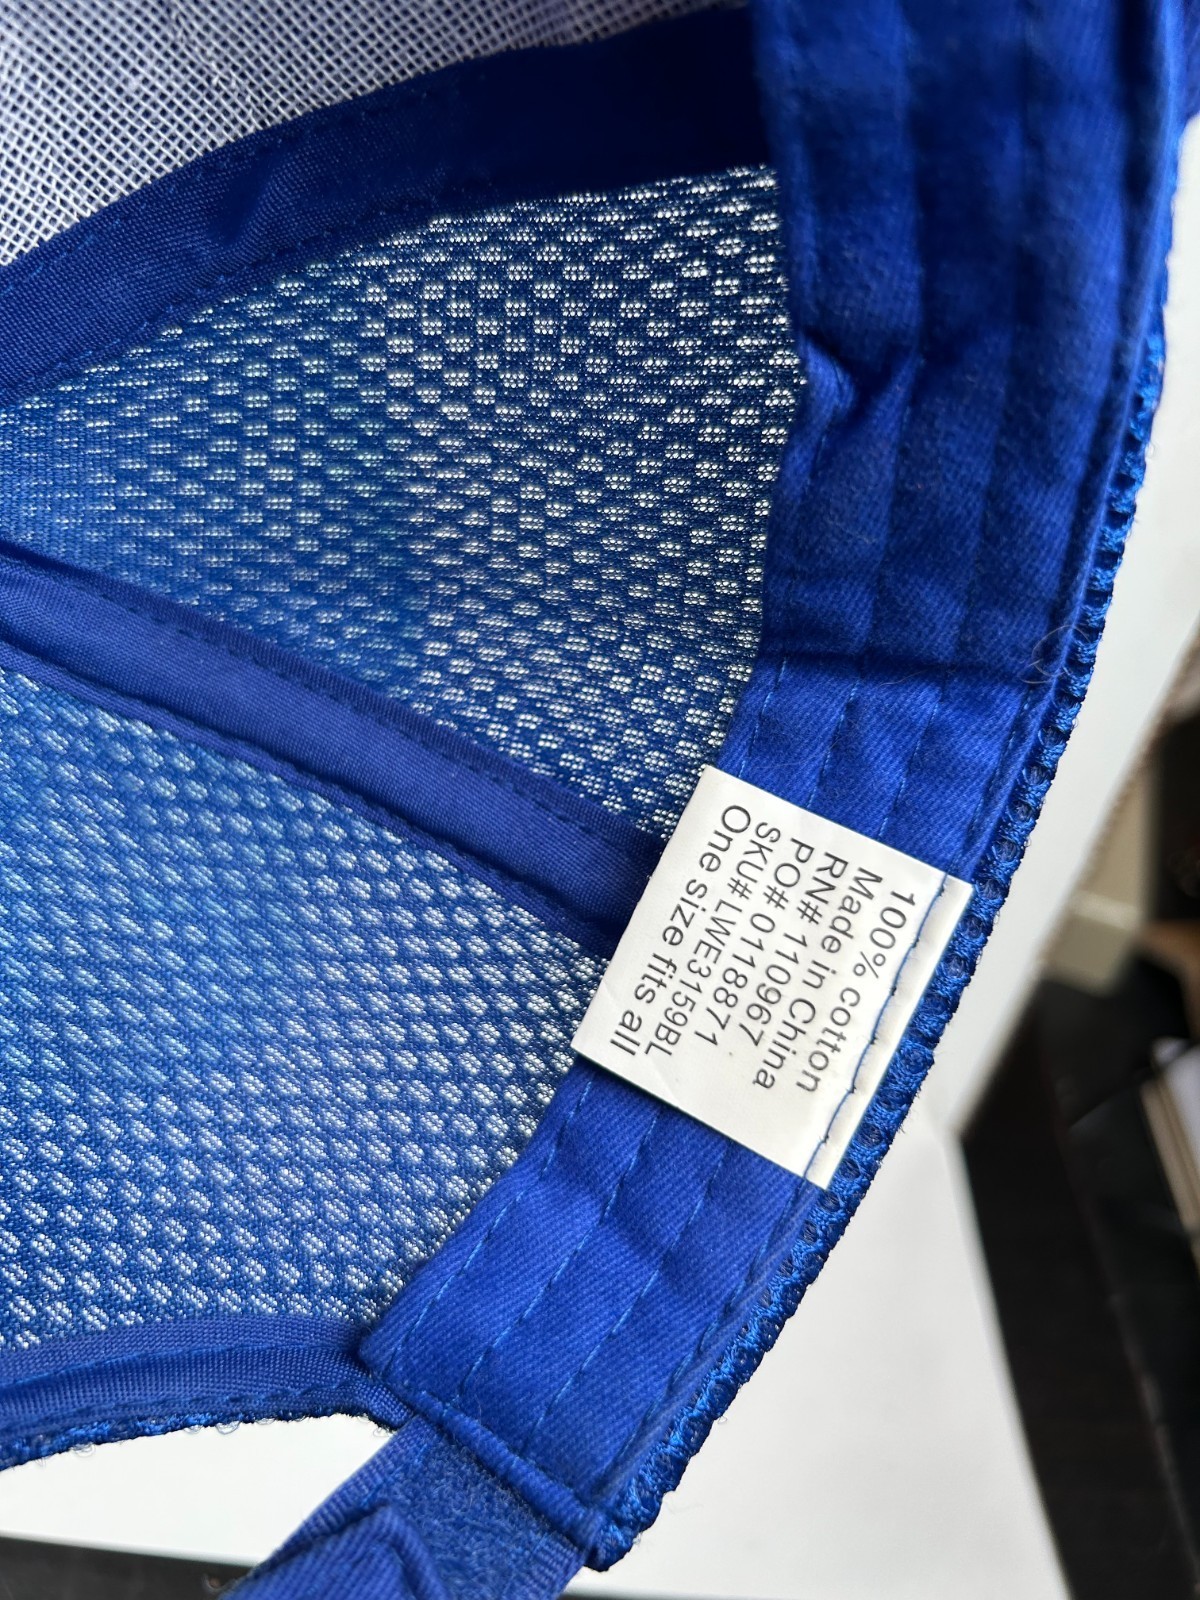 100% cotton
Made in China
RN# 110967
PO# 0118871
SKU# LWE3159BL
One size fits all